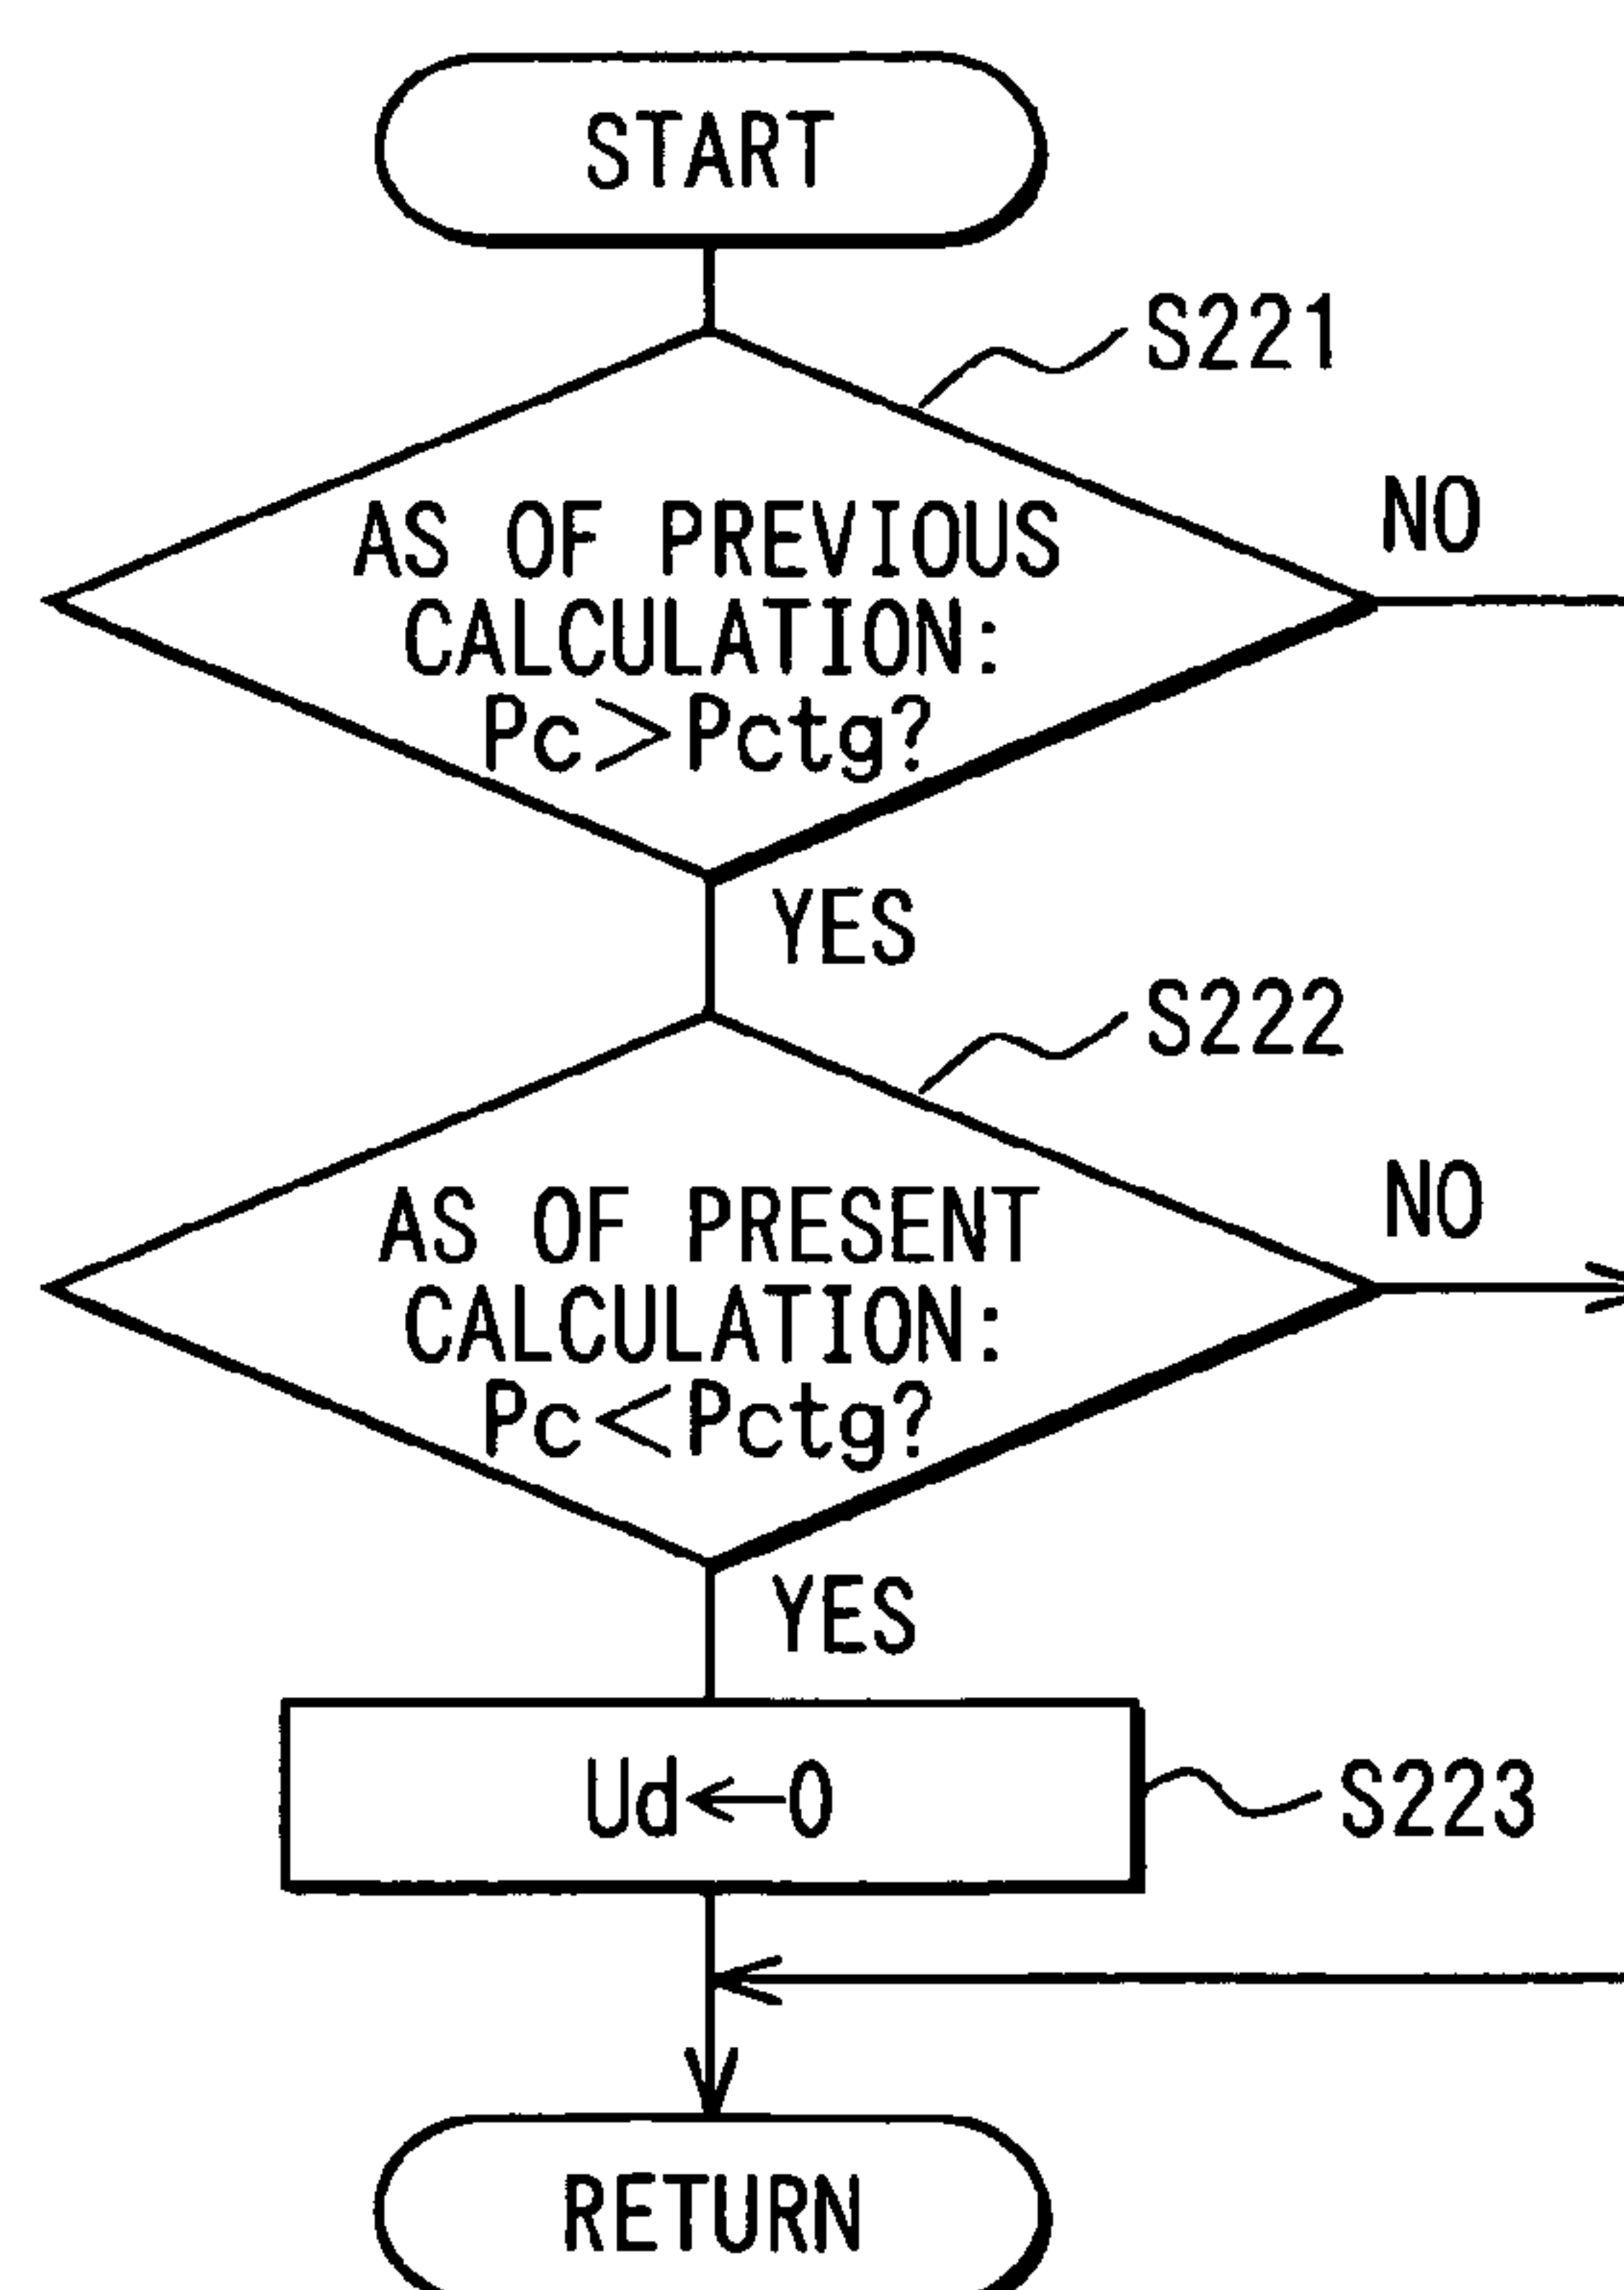 START
S221
AS OF PREVIOUS
CALCULATION:
Pc>Pctg?
NO
YES
S222
AS OF PRESENT
CALCULATION:
Pc<Pctg?
NO
YES
Ud←0
S223
RETURN